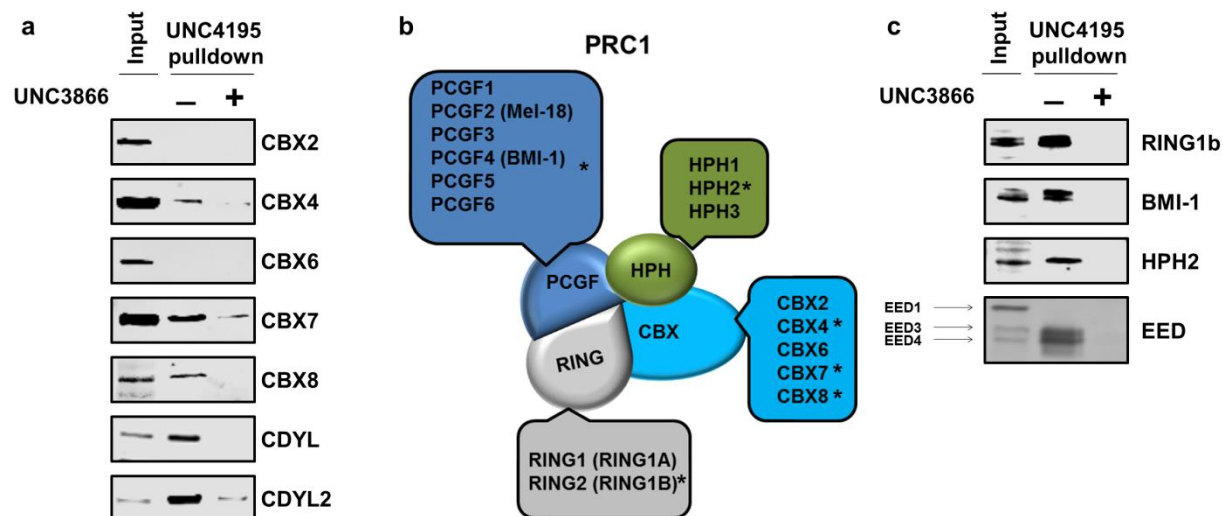 a
Input
UNC4195
pulldown
UNC3866
– +
CBX2
CBX4
CBX6
CBX7
CBX8
CDYL
CDYL2
b
PRC1
PCGF1
PCGF2 (Mel-18)
PCGF3
PCGF4 (BMI-1) *
PCGF5
PCGF6
HPH1
HPH2*
HPH3
PCGF
HPH
CBX
RING
CBX2
CBX4 *
CBX6
CBX7 *
CBX8 *
RING1 (RING1A)
RING2 (RING1B)*
c
Input
UNC4195
pulldown
UNC3866
– +
RING1b
BMI-1
HPH2
EED1
EED3
EED4
EED